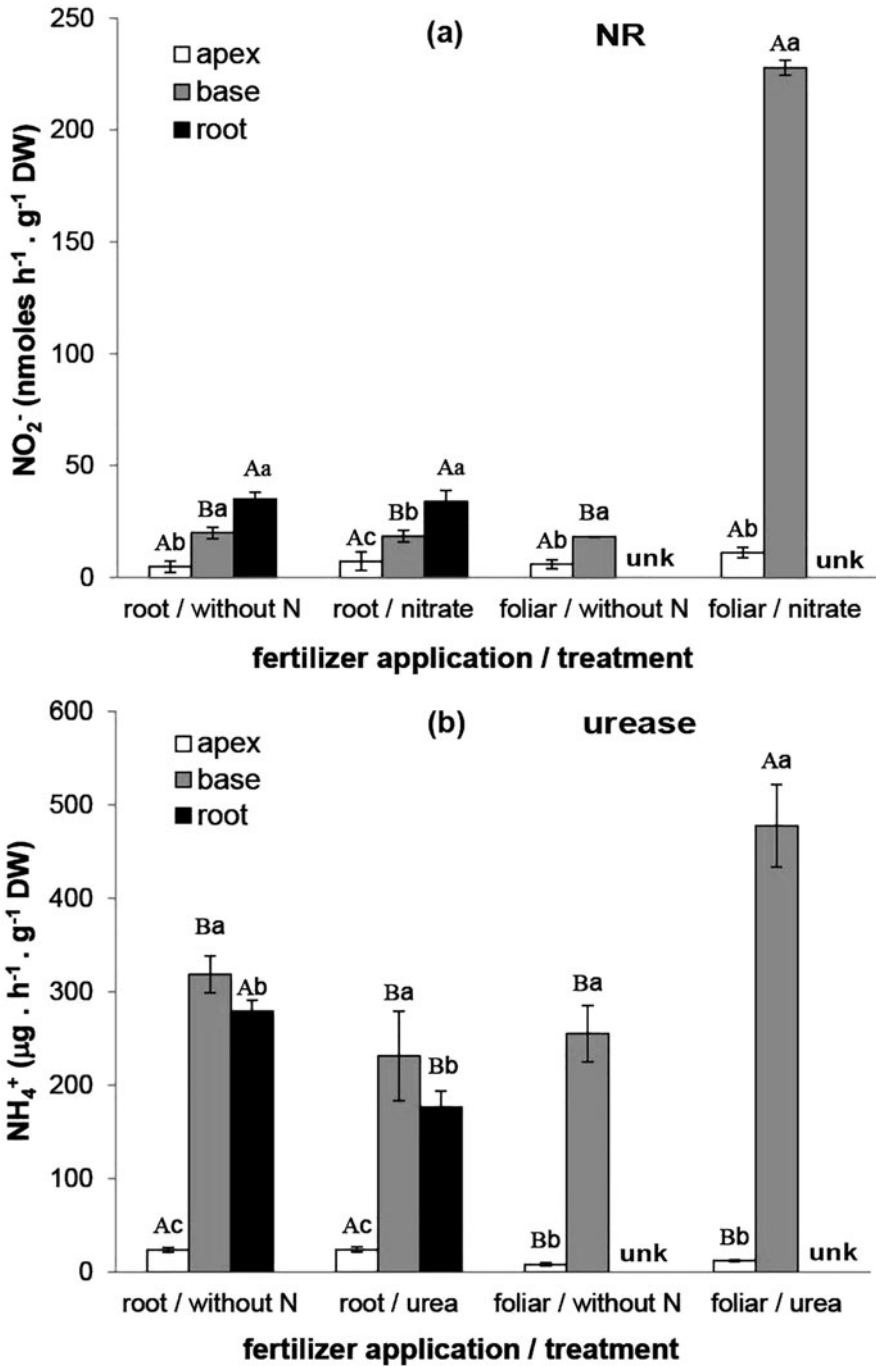 (a) NR
apex
base
root
NO₂⁻ (nmoles h⁻¹ . g⁻¹ DW)
250
200
150
100
50
0
Ab
Ba
Aa
Ac
Bb
Aa
Ab
Ba
unk
Ab
Aa
unk
root / without N
root / nitrate
foliar / without N
foliar / nitrate
fertilizer application / treatment
(b) urease
apex
base
root
NH₄⁺ (µg . h⁻¹ . g⁻¹ DW)
600
500
400
300
200
100
0
Ac
Ba
Ab
Ac
Ba
Bb
Bb
Ba
unk
Bb
Aa
unk
root / without N
root / urea
foliar / without N
foliar / urea
fertilizer application / treatment